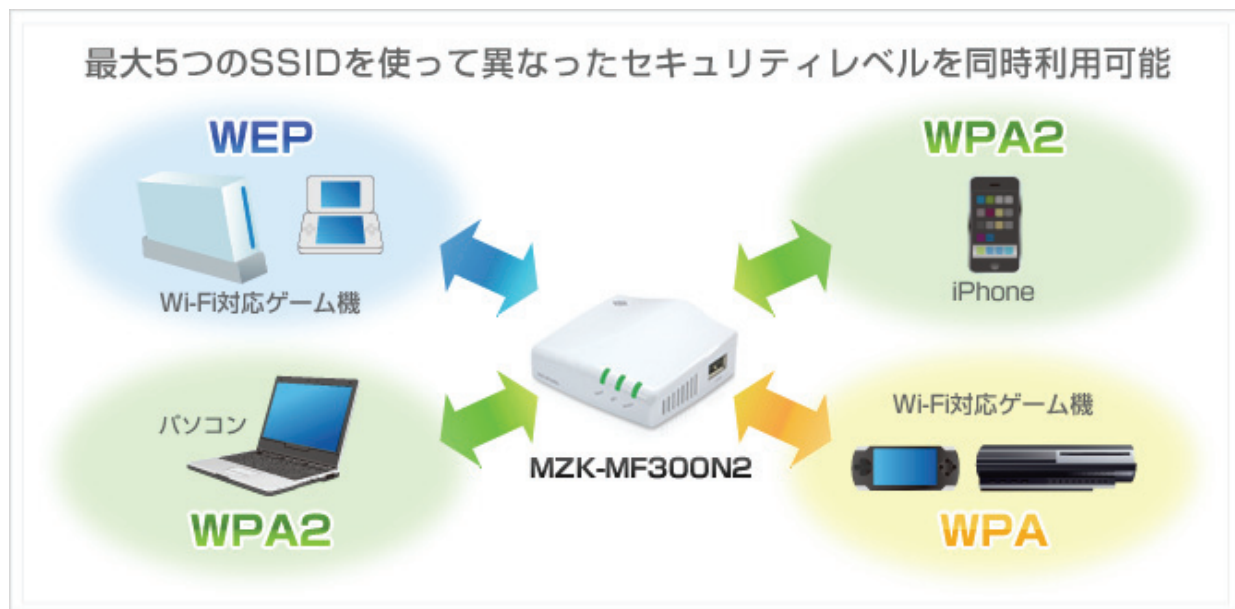 最大5つのSSIDを使って異なったセキュリティレベルを同時利用可能
WEP
Wi-Fi対応ゲーム機
WPA2
iPhone
パソコン
WPA2
MZK-MF300N2
Wi-Fi対応ゲーム機
WPA